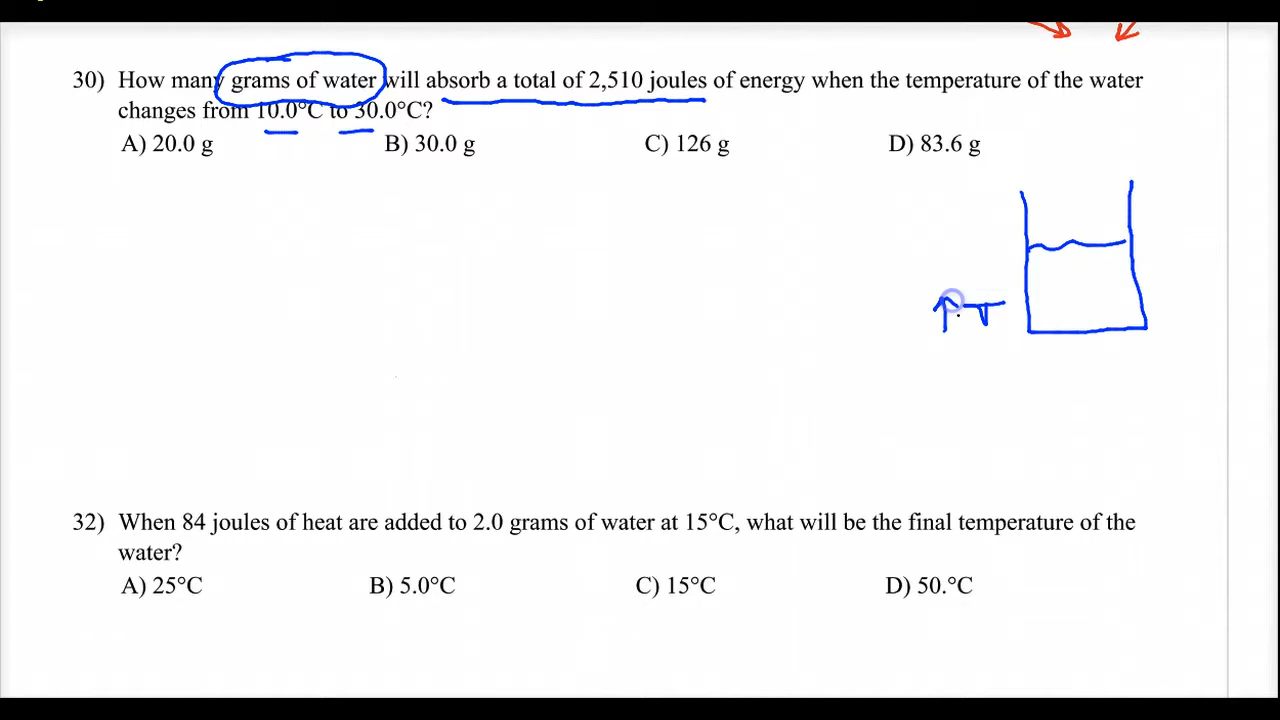 30) How many grams of water will absorb a total of 2,510 joules of energy when the temperature of the water
changes from 10.0°C to 30.0°C?
A) 20.0 g B) 30.0 g C) 126 g D) 83.6 g
↑T
32) When 84 joules of heat are added to 2.0 grams of water at 15°C, what will be the final temperature of the
water?
A) 25°C B) 5.0°C C) 15°C D) 50.°C